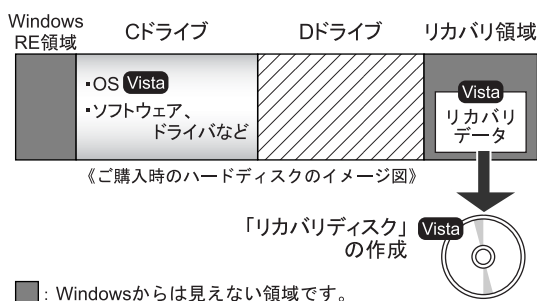 Windows
RE領域
Cドライブ
Dドライブ
リカバリ領域
▪OS Vista
▪ソフトウェア、
ドライバなど
Vista
リカバリ
データ
《ご購入時のハードディスクのイメージ図》
「リカバリディスク」
の作成
Vista
: Windowsからは見えない領域です。